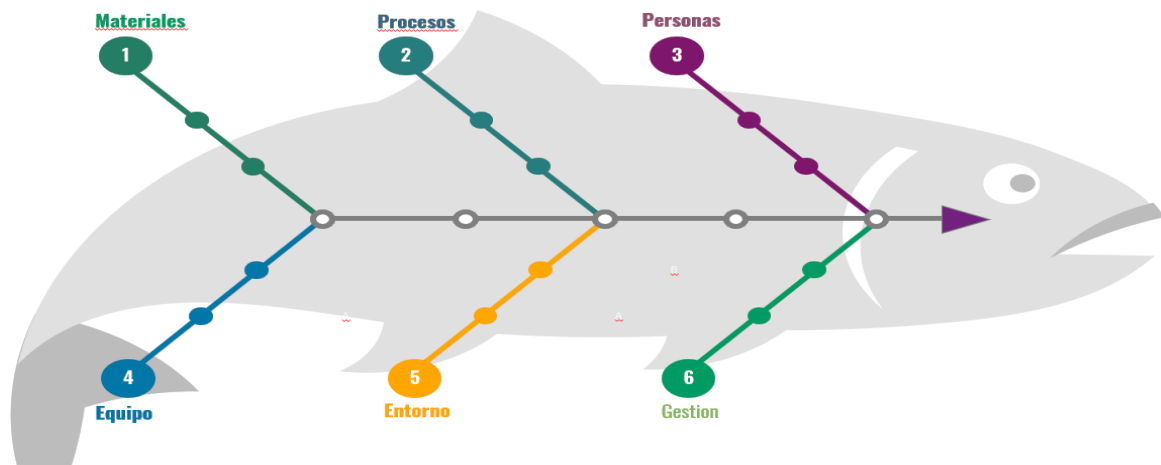 Materiales
Procesos
Personas
1
2
3
4
5
6
Equipo
Entorno
Gestion